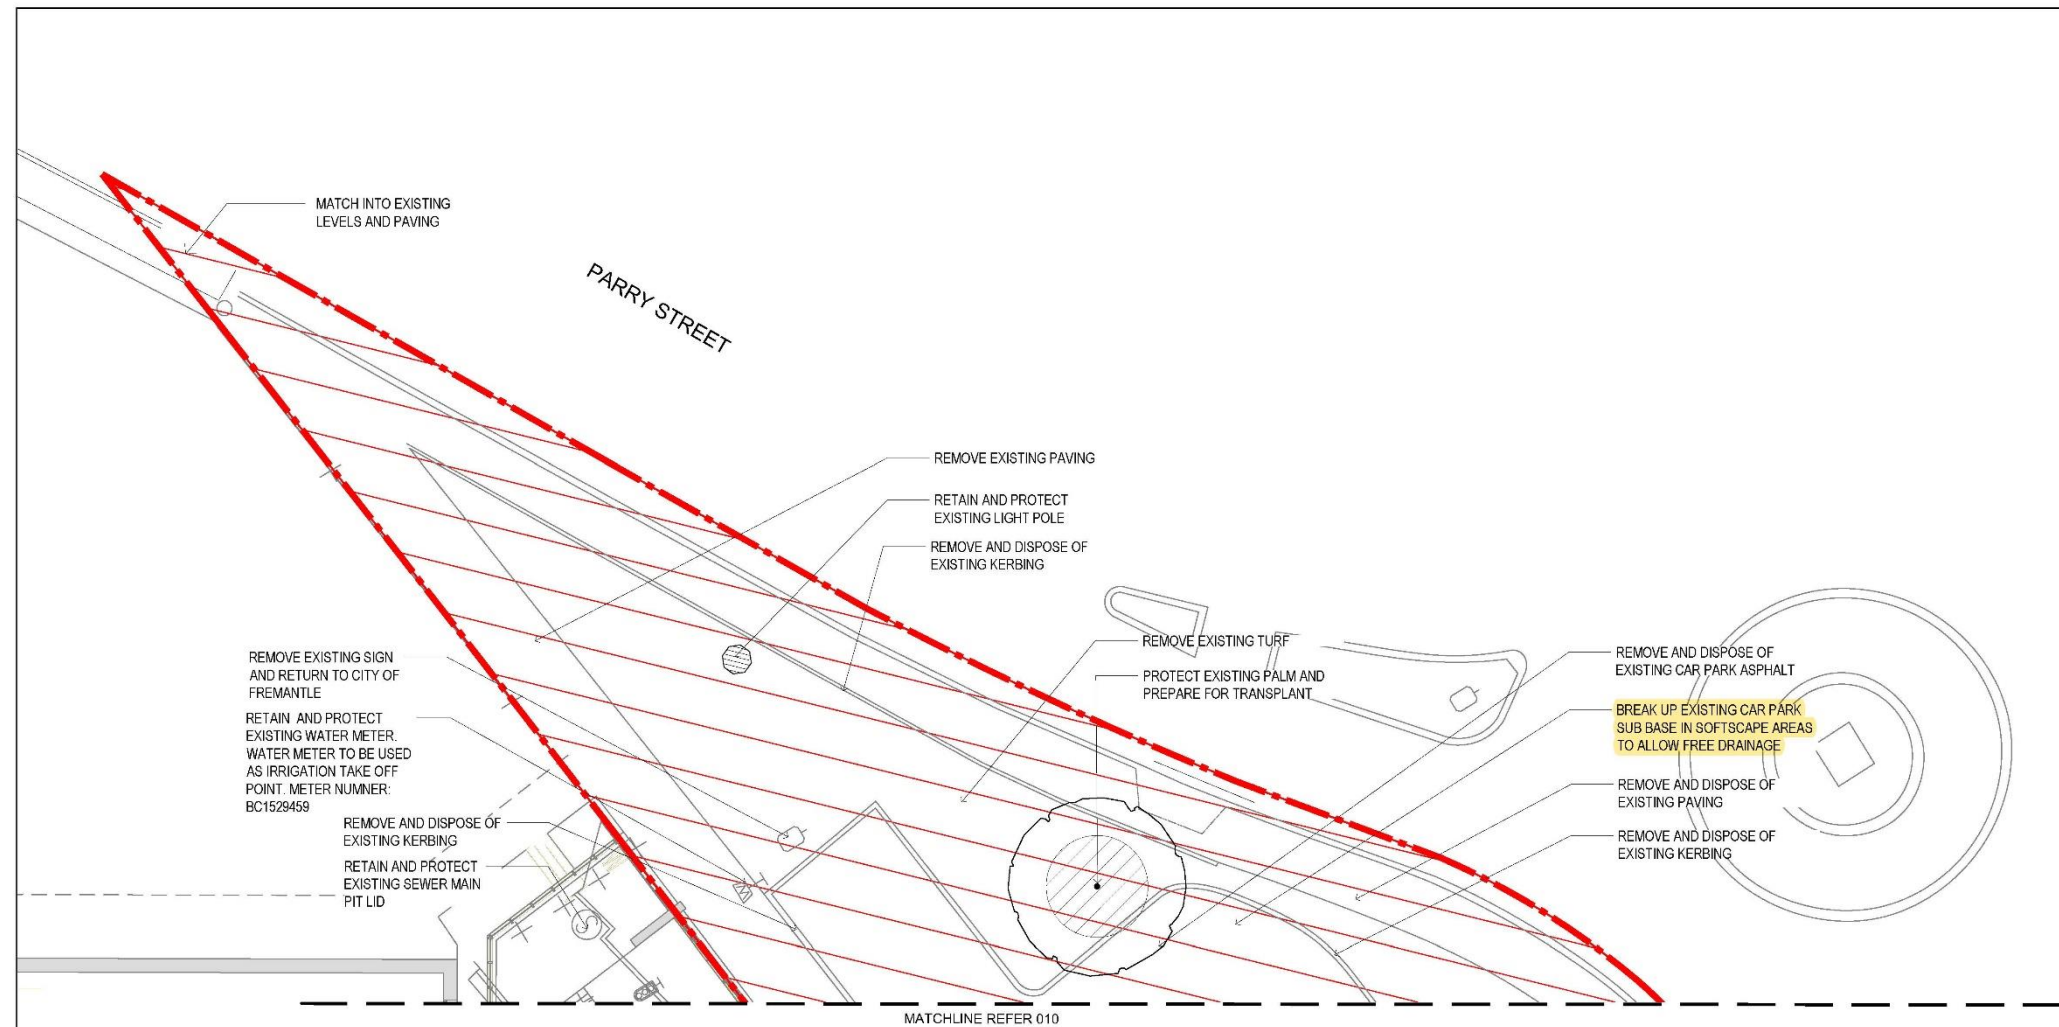 MATCH INTO EXISTING
LEVELS AND PAVING
PARRY STREET
REMOVE EXISTING PAVING
RETAIN AND PROTECT
EXISTING LIGHT POLE
REMOVE AND DISPOSE OF
EXISTING KERBING
REMOVE EXISTING SIGN
AND RETURN TO CITY OF
FREMANTLE
RETAIN AND PROTECT
EXISTING WATER METER.
WATER METER TO BE USED
AS IRRIGATION TAKE OFF
POINT. METER NUMNER:
BC1529459
REMOVE AND DISPOSE OF
EXISTING KERBING
RETAIN AND PROTECT
EXISTING SEWER MAIN
PIT LID
REMOVE EXISTING TURF
PROTECT EXISTING PALM AND
PREPARE FOR TRANSPLANT
REMOVE AND DISPOSE OF
EXISTING CAR PARK ASPHALT
BREAK UP EXISTING CAR PARK
SUB BASE IN SOFTSCAPE AREAS
TO ALLOW FREE DRAINAGE
REMOVE AND DISPOSE OF
EXISTING PAVING
REMOVE AND DISPOSE OF
EXISTING KERBING
S
MATCHLINE REFER 010